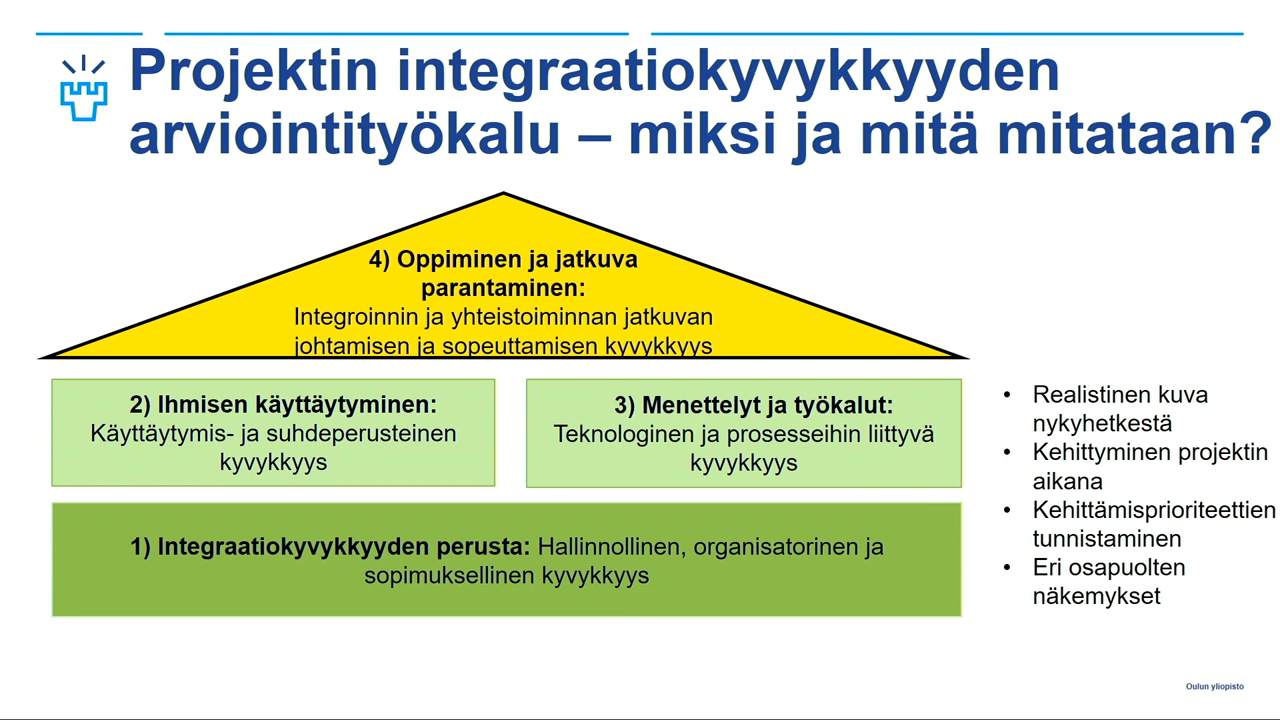 Projektin integraatiokyvykkyyden
arviointityökalu – miksi ja mitä mitataan?
4) Oppiminen ja jatkuva
parantaminen:
Integroinnin ja yhteistoiminnan jatkuvan
johtamisen ja sopeuttamisen kyvykkyys
2) Ihmisen käyttäytyminen:
Käyttäytymis- ja suhdeperusteinen
kyvykkyys
3) Menettelyt ja työkalut:
Teknologinen ja prosesseihin liittyvä
kyvykkyys
1) Integraatiokyvykkyyden perusta: Hallinnollinen, organisatorinen ja
sopimuksellinen kyvykkyys
• Realistinen kuva
nykyhetkestä
• Kehittyminen projektin
aikana
• Kehittämisprioriteettien
tunnistaminen
• Eri osapuolten
näkemykset
Oulun yliopisto